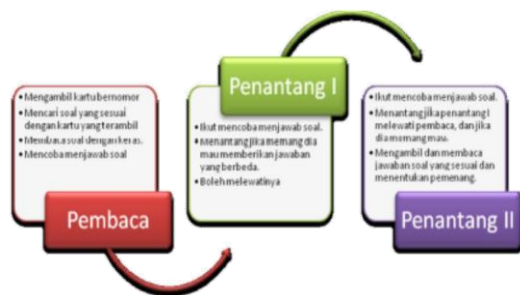 • Mengambil kartu bernomor
• Mencari soal yang sesuai
dengan kartu yang terambil
• Membaca soal dengan keras.
• Mencoba menjawab soal
Pembaca
Penantang I
• Ikut mencoba menjawab soal.
• Menantang jika memang dia
mau memberikan jawaban
yang berbeda.
• Boleh melewatinya
• Ikut mencoba menjawab soal.
• Menantang jika penantang I
melewati pembaca, dan jika
dia memang mau.
• Mengambil dan membaca
jawaban soal yang sesuai dan
menentukan pemenang.
Penantang II